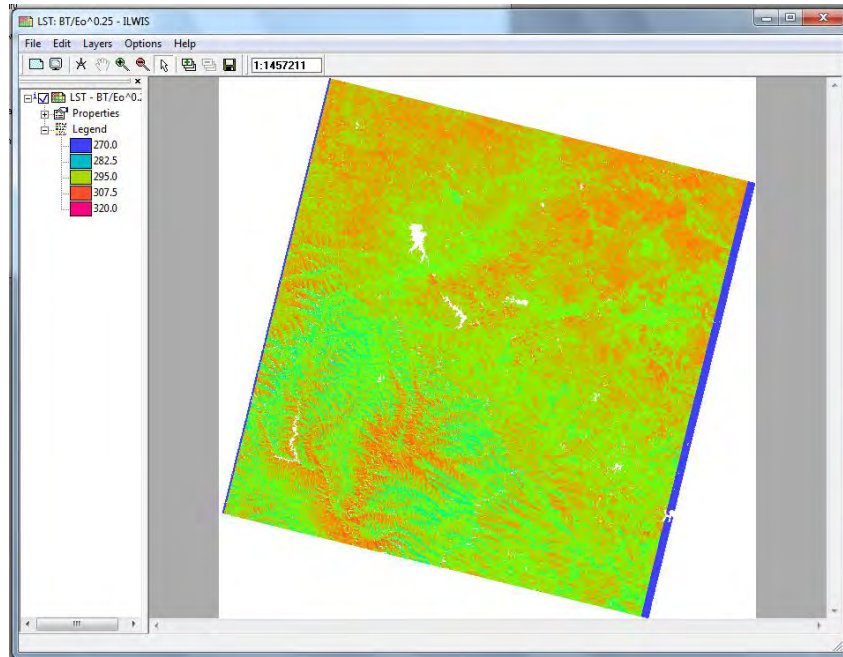 LST: BT/Eo^0.25 - ILWIS
File Edit Layers Options Help
1:1457211
LST - BT/Eo^0.2
Properties
Legend
270.0
282.5
295.0
307.5
320.0